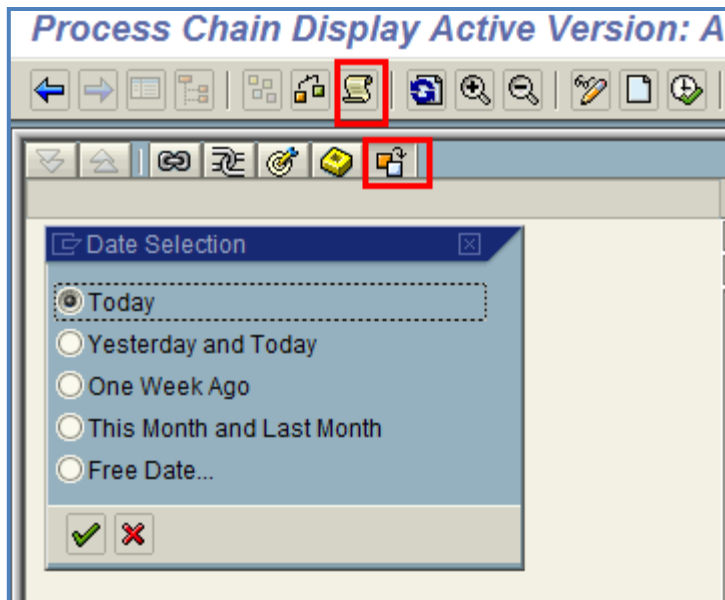 Process Chain Display Active Version: A
Date Selection
Today
Yesterday and Today
One Week Ago
This Month and Last Month
Free Date...